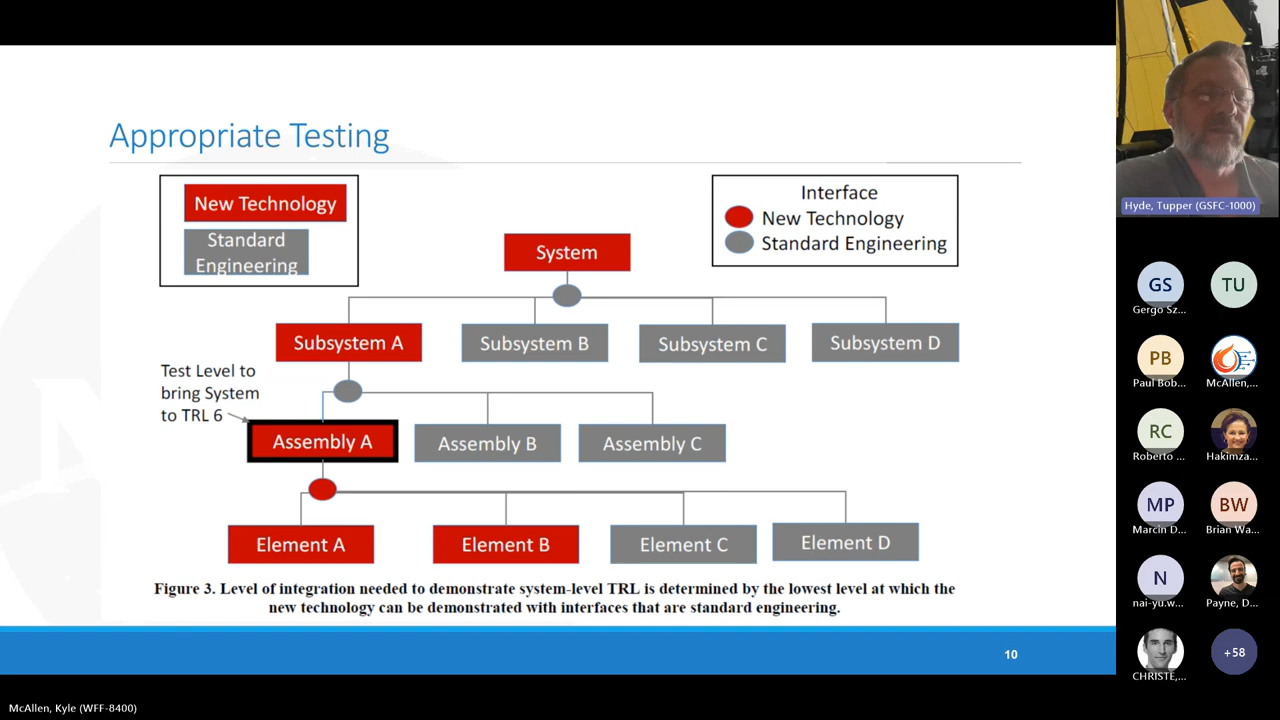 Appropriate Testing
New Technology
Standard
Engineering
Interface
New Technology
Standard Engineering
System
Subsystem A
Subsystem B
Subsystem C
Subsystem D
Test Level to
bring System
to TRL 6
Assembly A
Assembly B
Assembly C
Element A
Element B
Element C
Element D
Figure 3. Level of integration needed to demonstrate system-level TRL is determined by the lowest level at which the
new technology can be demonstrated with interfaces that are standard engineering.
10
McAllen, Kyle (WFF-8400)
Hyde, Tupper (GSFC-1000)
GS
TU
Gergo Sz...
PB
Paul Bob...
McAllen,...
RC
Roberto ...
Hakimza...
MP
BW
Marcin D...
Brian Wa...
N
nai-yu.w...
Payne, D...
CHRISTE,...
+58